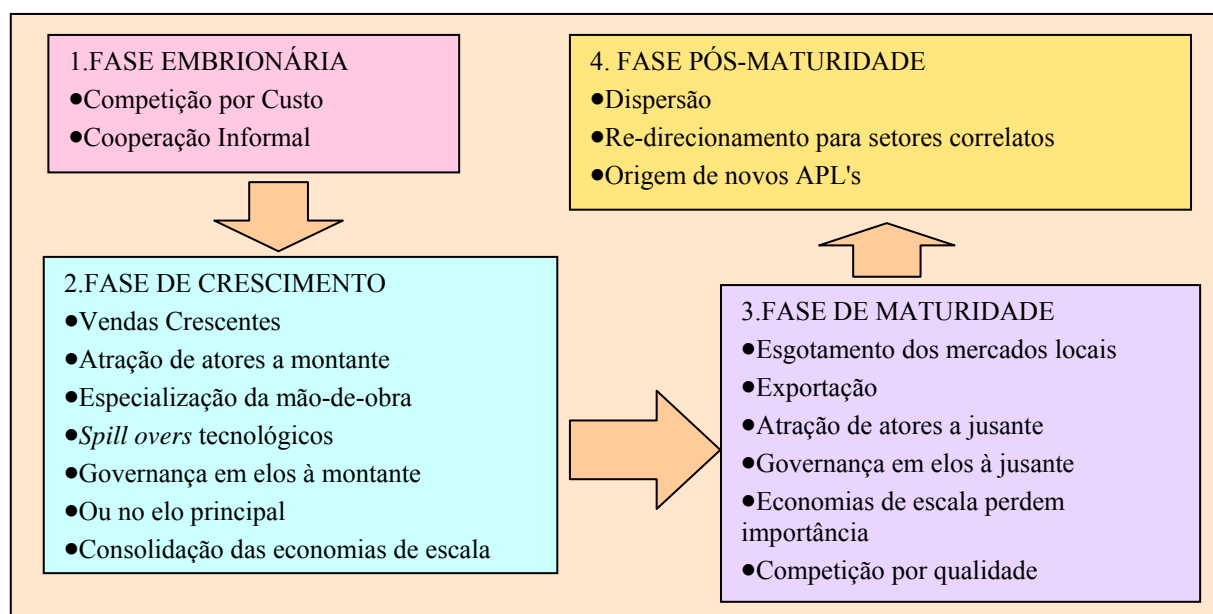 1.FASE EMBRIONÁRIA
●Competição por Custo
●Cooperação Informal
2.FASE DE CRESCIMENTO
●Vendas Crescentes
●Atração de atores a montante
●Especialização da mão-de-obra
●Spill overs tecnológicos
●Governança em elos à montante
●Ou no elo principal
●Consolidação das economias de escala
3.FASE DE MATURIDADE
●Esgotamento dos mercados locais
●Exportação
●Atração de atores a jusante
●Governança em elos à jusante
●Economias de escala perdem
importância
●Competição por qualidade
4. FASE PÓS-MATURIDADE
●Dispersão
●Re-direcionamento para setores correlatos
●Origem de novos APL's